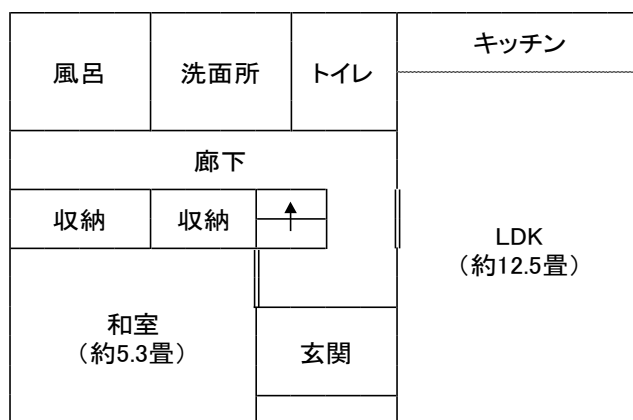 キッチン
風呂
洗面所
トイレ
廊下
収納
収納
LDK
（約12.5畳）
和室
（約5.3畳）
玄関